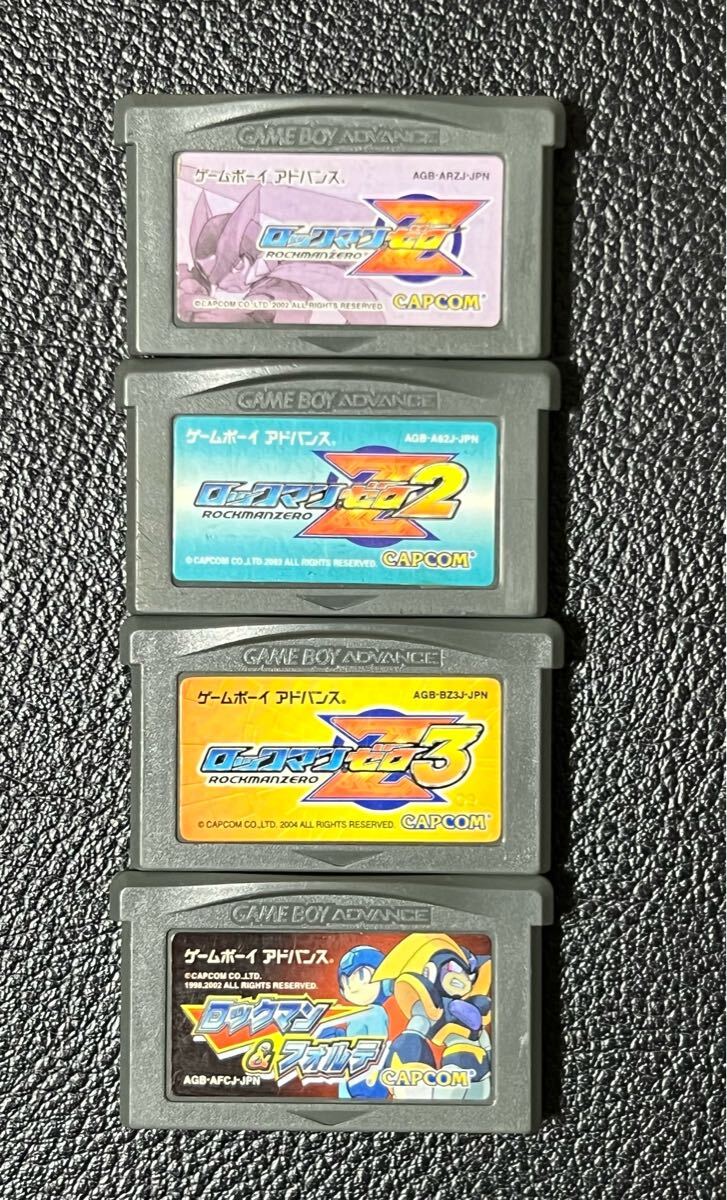 GAME BOY ADVANCE
ゲームボーイ アドバンス. AGB-ARZJ-JPN
ロックマン ゼロ
ROCKMANZERO
Z
©CAPCOM CO.,LTD. 2002 ALL RIGHTS RESERVED. CAPCOM
GAME BOY ADVANCE
ゲームボーイ アドバンス. AGB-A62J-JPN
ロックマン ゼロ 2
ROCKMANZERO
Z
©CAPCOM CO.,LTD. 2003 ALL RIGHTS RESERVED. CAPCOM
GAME BOY ADVANCE
ゲームボーイ アドバンス. AGB-BZ3J-JPN
ロックマン ゼロ 3
ROCKMANZERO
Z
© CAPCOM CO.,LTD. 2004 ALL RIGHTS RESERVED. CAPCOM
GAME BOY ADVANCE
ゲームボーイ アドバンス.
©CAPCOM CO.,LTD.
1998,2002 ALL RIGHTS RESERVED.
ロックマン
&フォルテ
AGB-AFCJ-JPN CAPCOM